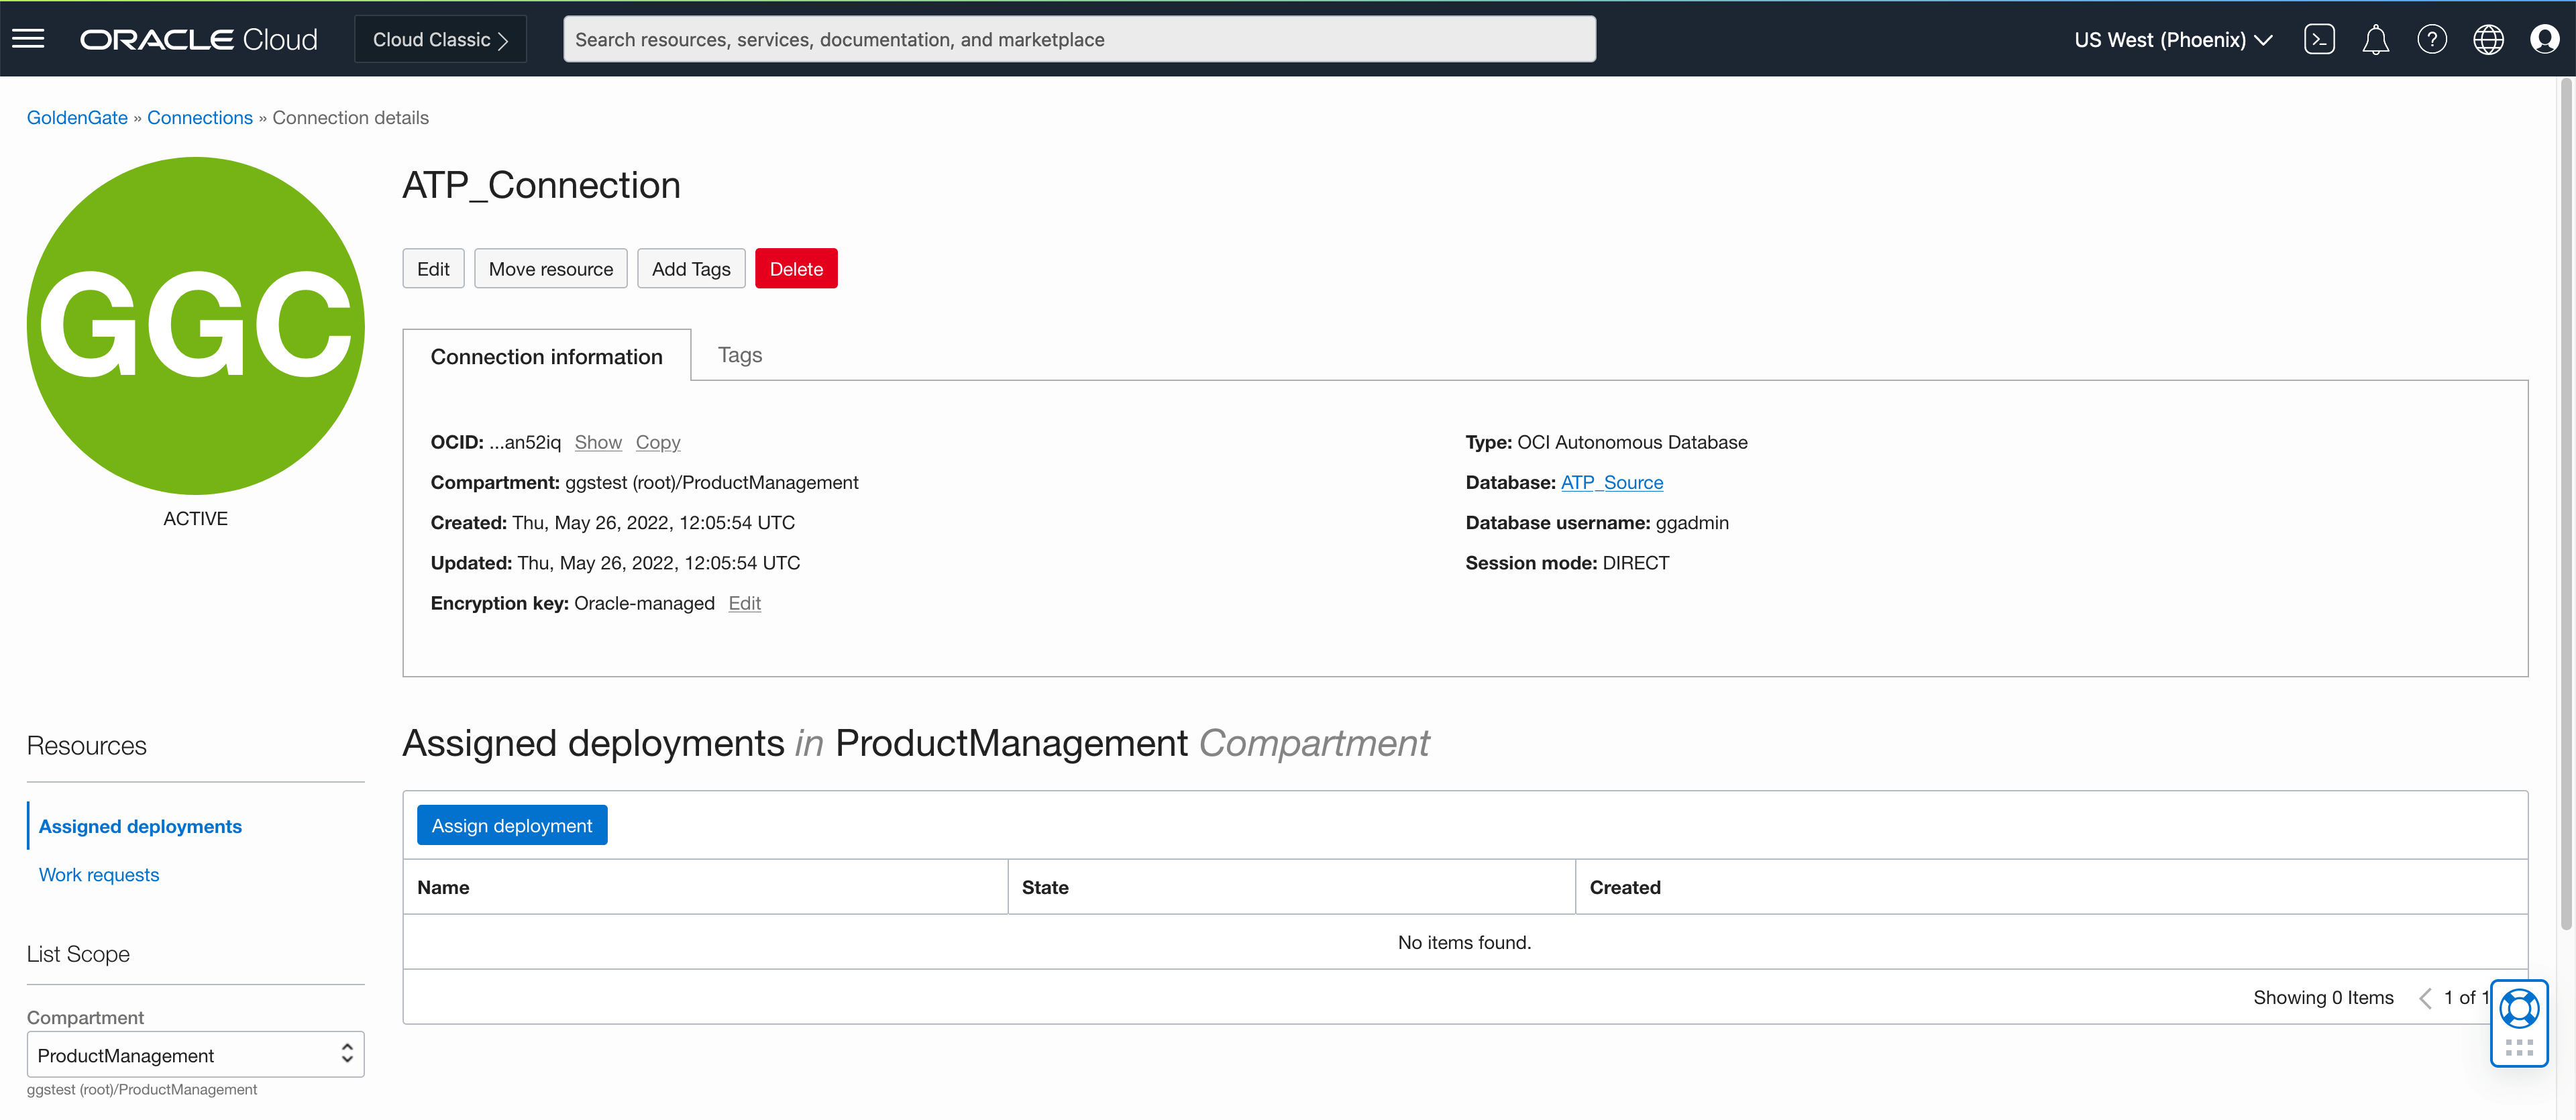 ORACLE Cloud
Cloud Classic
Search resources, services, documentation, and marketplace
US West (Phoenix)
GoldenGate » Connections » Connection details
GGC
ACTIVE
ATP_Connection
Edit
Move resource
Add Tags
Delete
Connection information
Tags
OCID: ...an52iq Show Copy
Compartment: ggstest (root)/ProductManagement
Created: Thu, May 26, 2022, 12:05:54 UTC
Updated: Thu, May 26, 2022, 12:05:54 UTC
Encryption key: Oracle-managed Edit
Type: OCI Autonomous Database
Database: ATP_Source
Database username: ggadmin
Session mode: DIRECT
Resources
Assigned deployments
Work requests
List Scope
Compartment
ProductManagement
ggstest (root)/ProductManagement
Assigned deployments in ProductManagement Compartment
Assign deployment
Name State Created
No items found.
Showing 0 Items 1 of 1